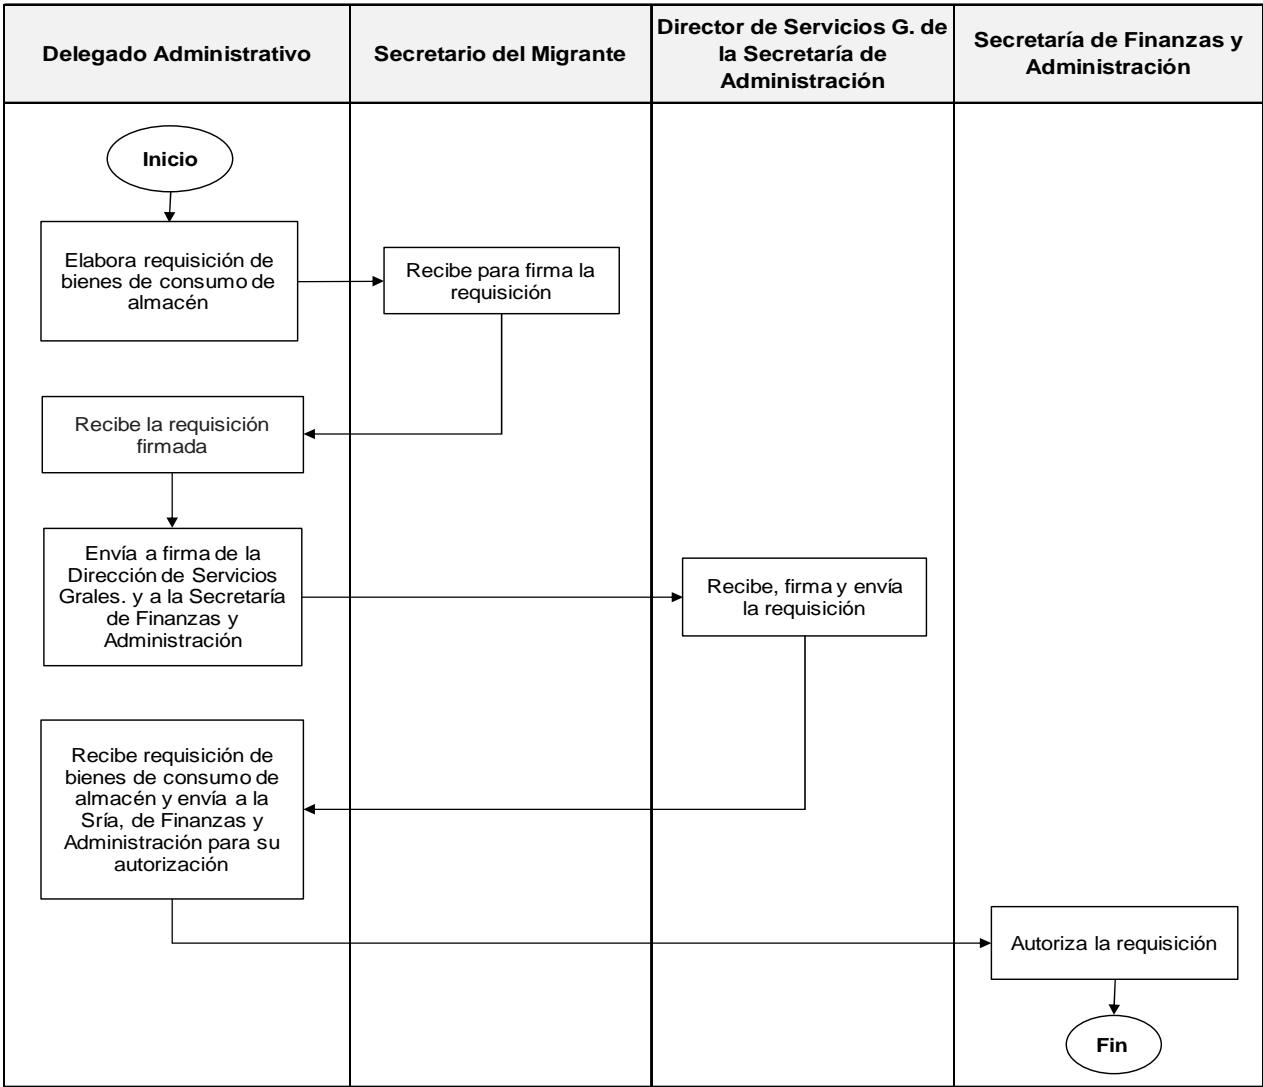 Delegado Administrativo
Secretario del Migrante
Director de Servicios G. de
la Secretaría de
Administración
Secretaría de Finanzas y
Administración
Inicio
Elabora requisición de
bienes de consumo de
almacén
Recibe para firma la
requisición
Recibe la requisición
firmada
Envía a firma de la
Dirección de Servicios
Grales. y a la Secretaría
de Finanzas y
Administración
Recibe, firma y envía
la requisición
Recibe requisición de
bienes de consumo de
almacén y envía a la
Sría, de Finanzas y
Administración para su
autorización
Autoriza la requisición
Fin